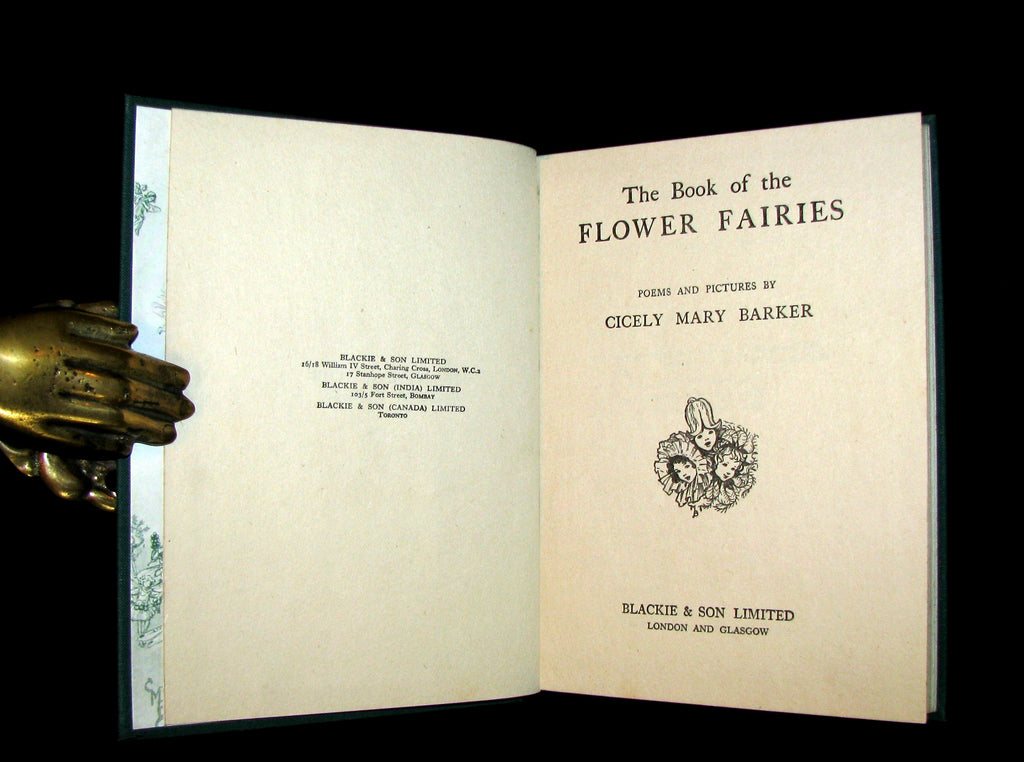 BLACKIE & SON LIMITED
16/18 William IV Street, Charing Cross, LONDON, W.C.2
17 Stanhope Street, GLASGOW
BLACKIE & SON (INDIA) LIMITED
103/5 Fort Street, BOMBAY
BLACKIE & SON (CANADA) LIMITED
TORONTO
The Book of the
FLOWER FAIRIES
POEMS AND PICTURES BY
CICELY MARY BARKER
BLACKIE & SON LIMITED
LONDON AND GLASGOW